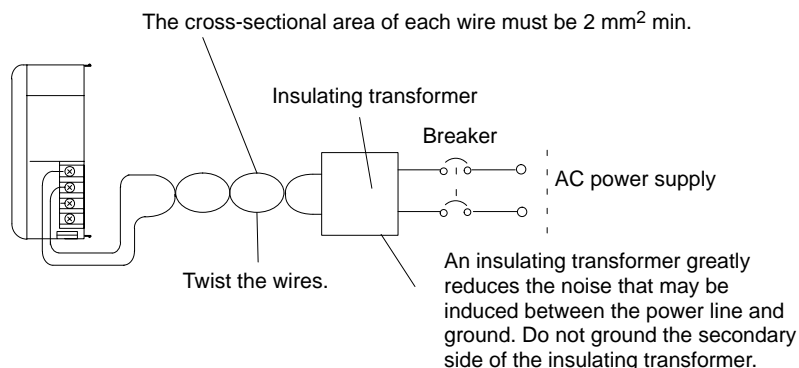 The cross-sectional area of each wire must be 2 mm² min.
Insulating transformer
Breaker
AC power supply
Twist the wires.
An insulating transformer greatly
reduces the noise that may be
induced between the power line and
ground. Do not ground the secondary
side of the insulating transformer.